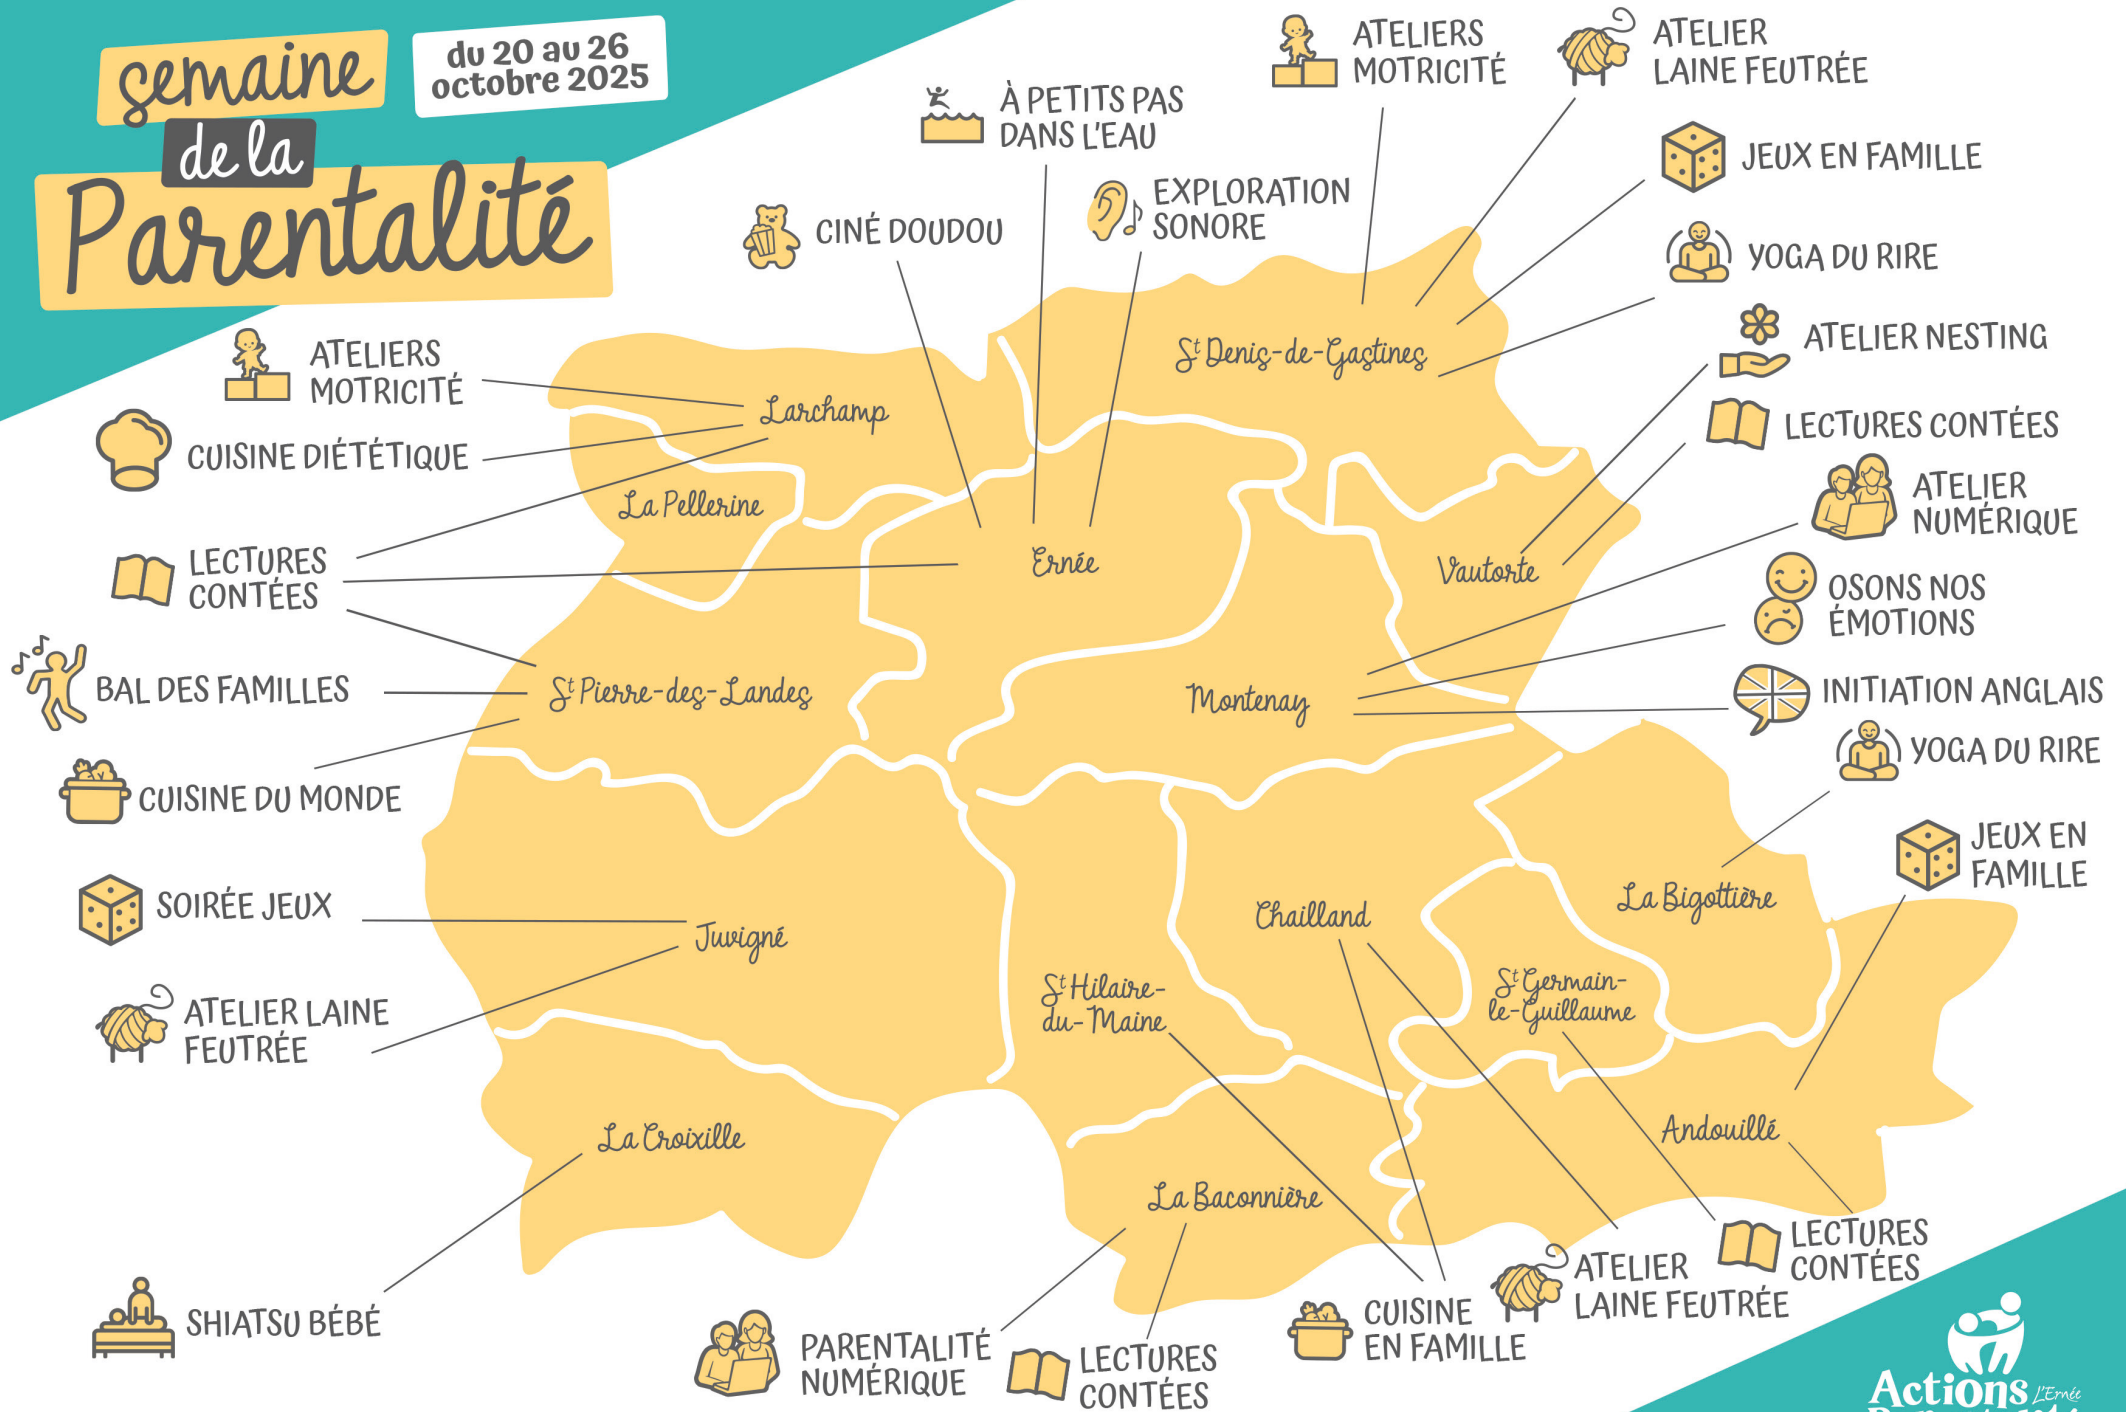 semaine
de la
Parentalité
du 20 au 26
octobre 2025
À PETITS PAS
DANS L'EAU
ATELIERS
MOTRICITÉ
ATELIER
LAINE FEUTRÉE
JEUX EN FAMILLE
CINÉ DOUDOU
EXPLORATION
SONORE
YOGA DU RIRE
ATELIER NESTING
LECTURES CONTÉES
ATELIER
NUMÉRIQUE
OSONS NOS
ÉMOTIONS
INITIATION ANGLAIS
YOGA DU RIRE
JEUX EN
FAMILLE
ATELIERS
MOTRICITÉ
CUISINE DIÉTÉTIQUE
LECTURES
CONTÉES
BAL DES FAMILLES
CUISINE DU MONDE
SOIRÉE JEUX
ATELIER LAINE
FEUTRÉE
SHIATSU BÉBÉ
St Denis-de-Gastines
Larchamp
La Pellerine
Ernée
Vautorte
St Pierre-des-Landes
Montenay
Juvigné
Chailland
La Bigottière
St Hilaire-
du-Maine
St Germain-
le-Guillaume
La Croixille
Andouillé
La Baconnière
PARENTALITÉ
NUMÉRIQUE
LECTURES
CONTÉES
CUISINE
EN FAMILLE
ATELIER
LAINE FEUTRÉE
LECTURES
CONTÉES
Actions
L'Ernée